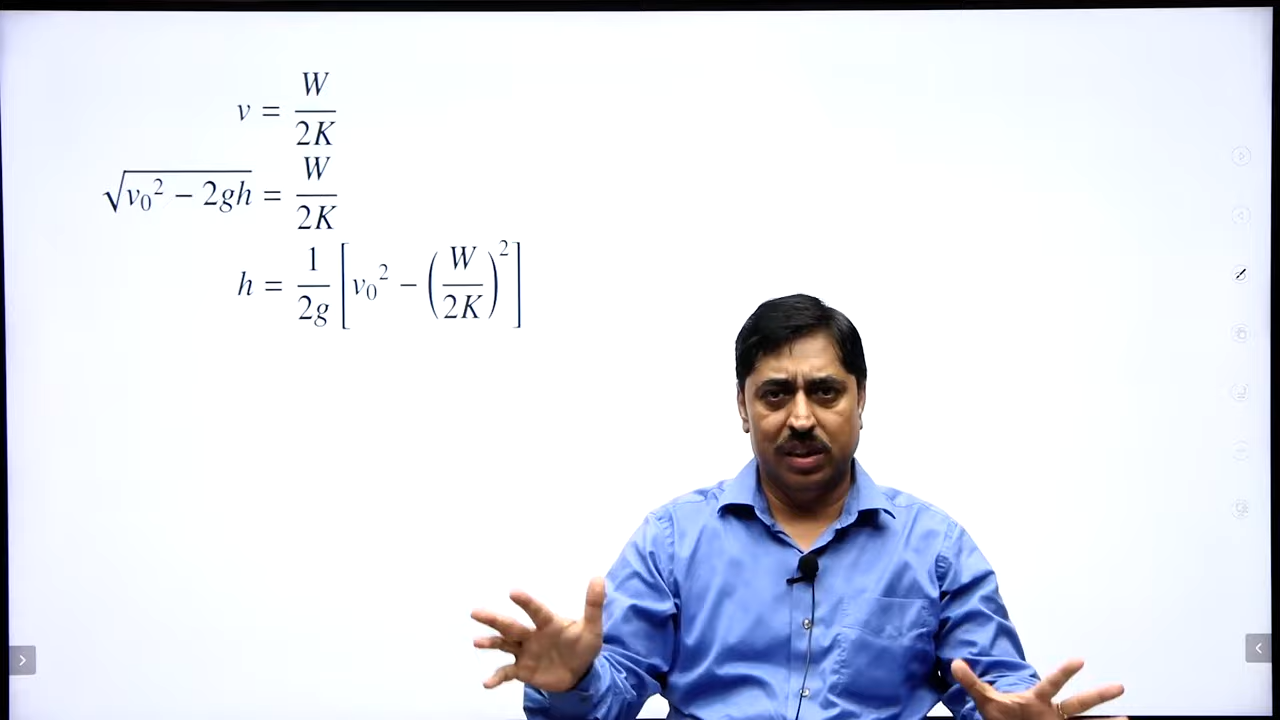 v = W/2K
√(v₀² − 2gh) = W/2K
h = 1/2g [v₀² − (W/2K)²]